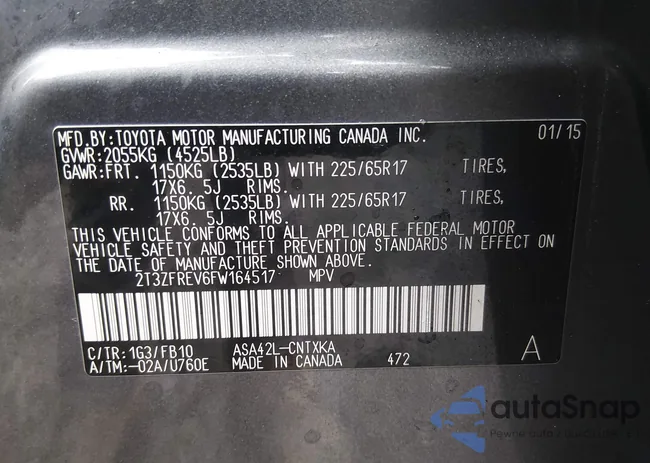 MFD.BY:TOYOTA MOTOR MANUFACTURING CANADA INC. 01/15
GVWR:2055KG (4525LB)
GAWR:FRT. 1150KG (2535LB) WITH 225/65R17 TIRES,
17X6.5J RIMS.
RR. 1150KG (2535LB) WITH 225/65R17 TIRES,
17X6.5J RIMS.
THIS VEHICLE CONFORMS TO ALL APPLICABLE FEDERAL MOTOR
VEHICLE SAFETY AND THEFT PREVENTION STANDARDS IN EFFECT ON
THE DATE OF MANUFACTURE SHOWN ABOVE.
2T3ZFREV6FW164517 MPV
C/TR:1G3/FB10 ASA42L-CNTXKA
A/TM:-02A/U760E MADE IN CANADA 472 A
autaSnap